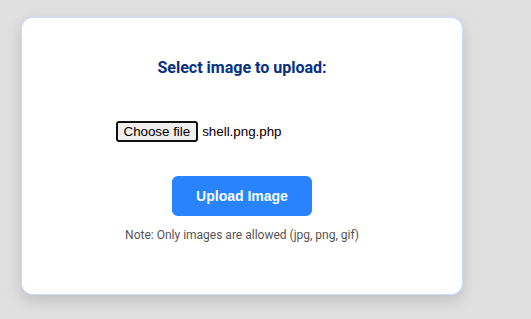 Select image to upload:
Choose file shell.png.php
Upload Image
Note: Only images are allowed (jpg, png, gif)